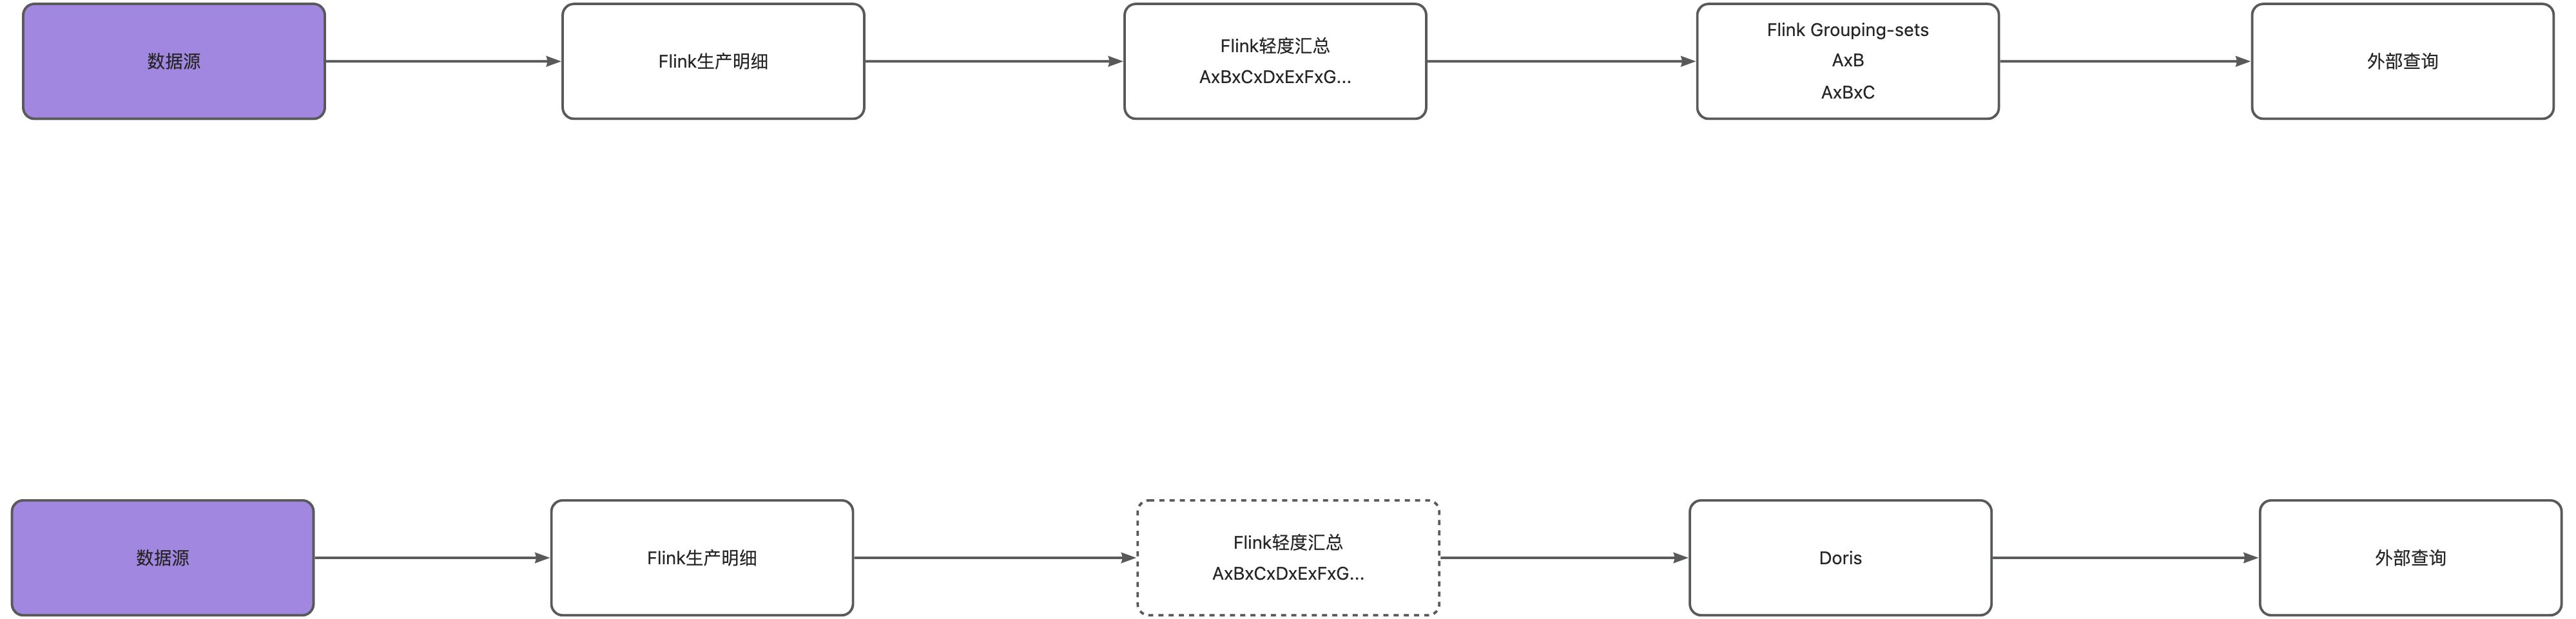 数据源
Flink生产明细
Flink轻度汇总
AxBxCxDxExFxG...
Flink Grouping-sets
AxB
AxBxC
外部查询
数据源
Flink生产明细
Flink轻度汇总
AxBxCxDxExFxG...
Doris
外部查询